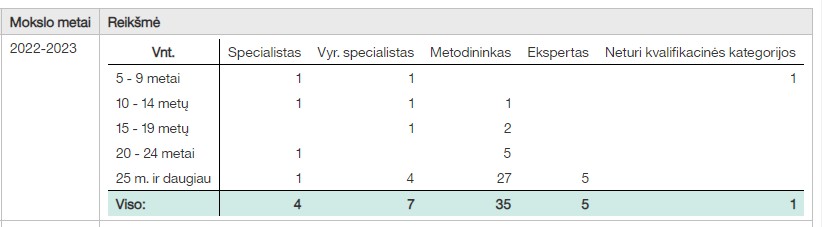 Mokslo metai Reikšmė
2022-2023
Vnt. Specialistas Vyr. specialistas Metodininkas Ekspertas Neturi kvalifikacinės kategorijos
5 - 9 metai 1 1 1
10 - 14 metų 1 1 1
15 - 19 metų 1 2
20 - 24 metai 1 5
25 m. ir daugiau 1 4 27 5
Viso: 4 7 35 5 1